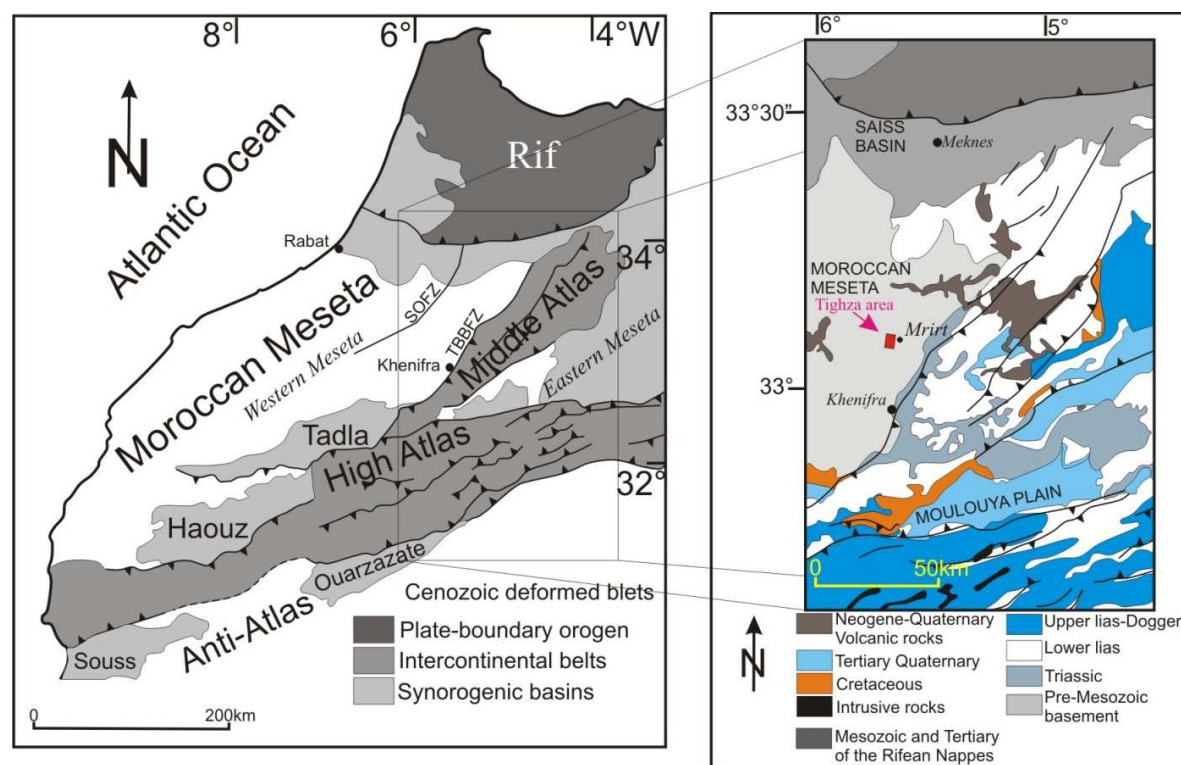 8°
6°
4°W
N
Atlantic Ocean
Rif
Rabat
34°
Moroccan Meseta
Western Meseta
SOFZ
TBBFZ
Khenifra
Middle Atlas
Eastern Meseta
Tadla
High Atlas
32°
Haouz
Ouarzazate
Anti-Atlas
Souss
Cenozoic deformed blets
Plate-boundary orogen
Intercontinental belts
Synorogenic basins
0 200km
6° 5°
33°30"
SAISS
BASIN
Meknes
MOROCCAN
MESETA
Tighza area
Mrirt
33°
Khenifra
MOULOUYA PLAIN
0 50km
N
Neogene-Quaternary
Volcanic rocks
Tertiary Quaternary
Cretaceous
Intrusive rocks
Mesozoic and Tertiary
of the Rifean Nappes
Upper lias-Dogger
Lower lias
Triassic
Pre-Mesozoic
basement